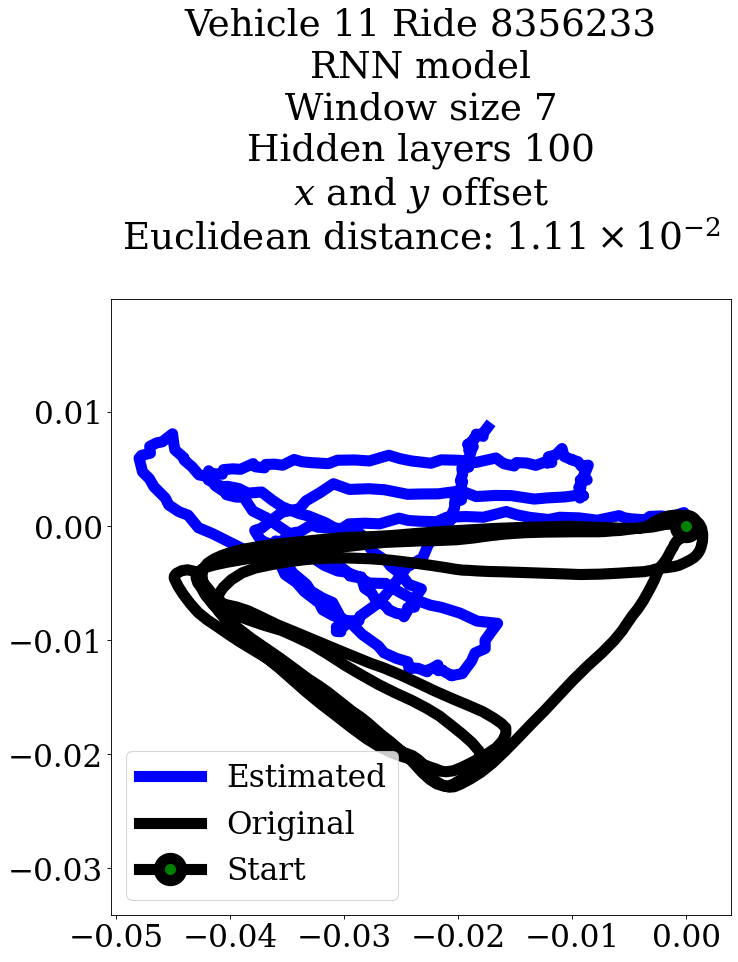 Vehicle 11 Ride 8356233
RNN model
Window size 7
Hidden layers 100
x and y offset
Euclidean distance: 1.11 × 10⁻²
0.01
0.00
−0.01
−0.02
−0.03
Estimated
Original
Start
−0.05 −0.04 −0.03 −0.02 −0.01 0.00